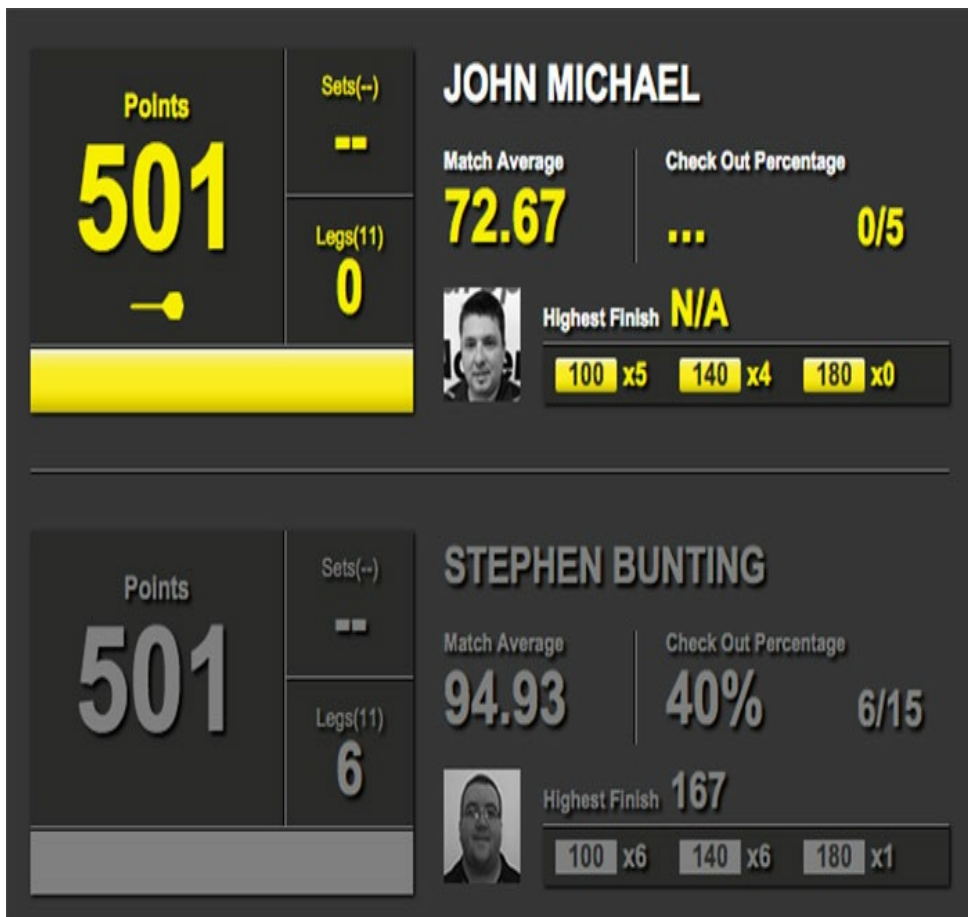 Points
501
Sets(--)
--
Legs(11)
0
JOHN MICHAEL
Match Average
72.67
Check Out Percentage
... 0/5
Highest Finish N/A
100 x5 140 x4 180 x0
Points
501
Sets(--)
--
Legs(11)
6
STEPHEN BUNTING
Match Average
94.93
Check Out Percentage
40% 6/15
Highest Finish 167
100 x6 140 x6 180 x1